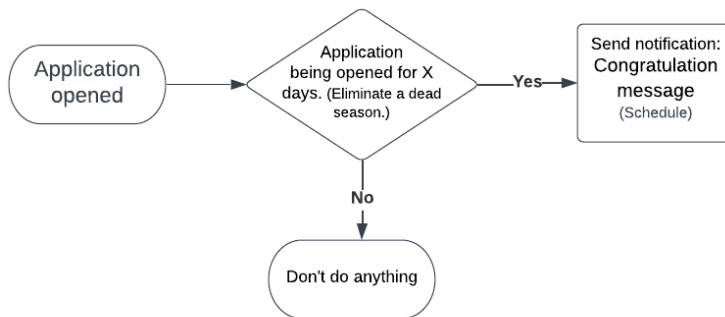 Application
opened
Application
being opened for X
days. (Eliminate a dead
season.)
Yes
Send notification:
Congratulation
message
(Schedule)
No
Don't do anything